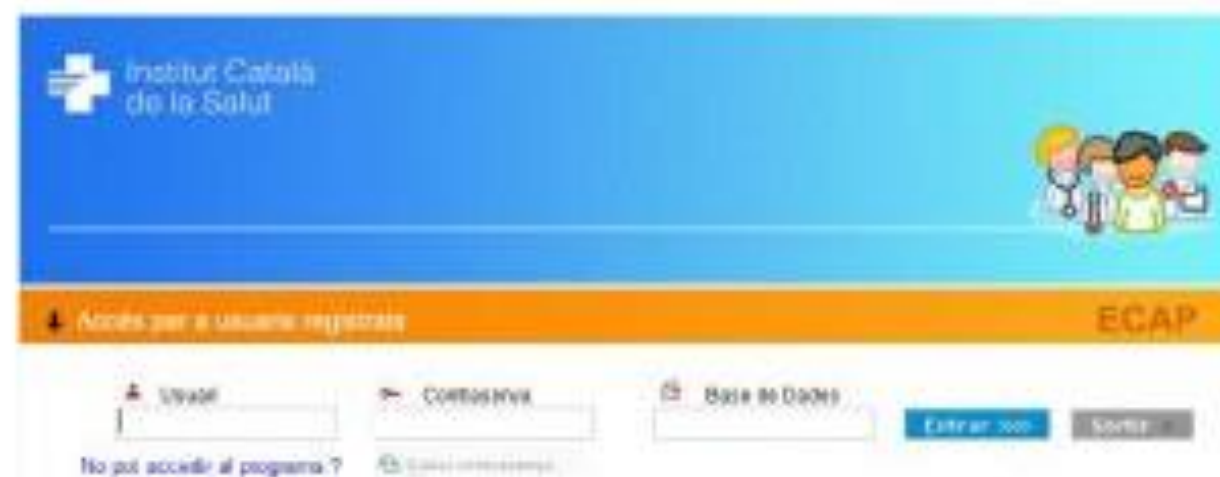 Institut Català
de la Salut
Accés per a usuaris registrats
ECAP
Usuari
Contrasenya
Base de Dades
Entrar
Sortir
No pot accedir al programa ?